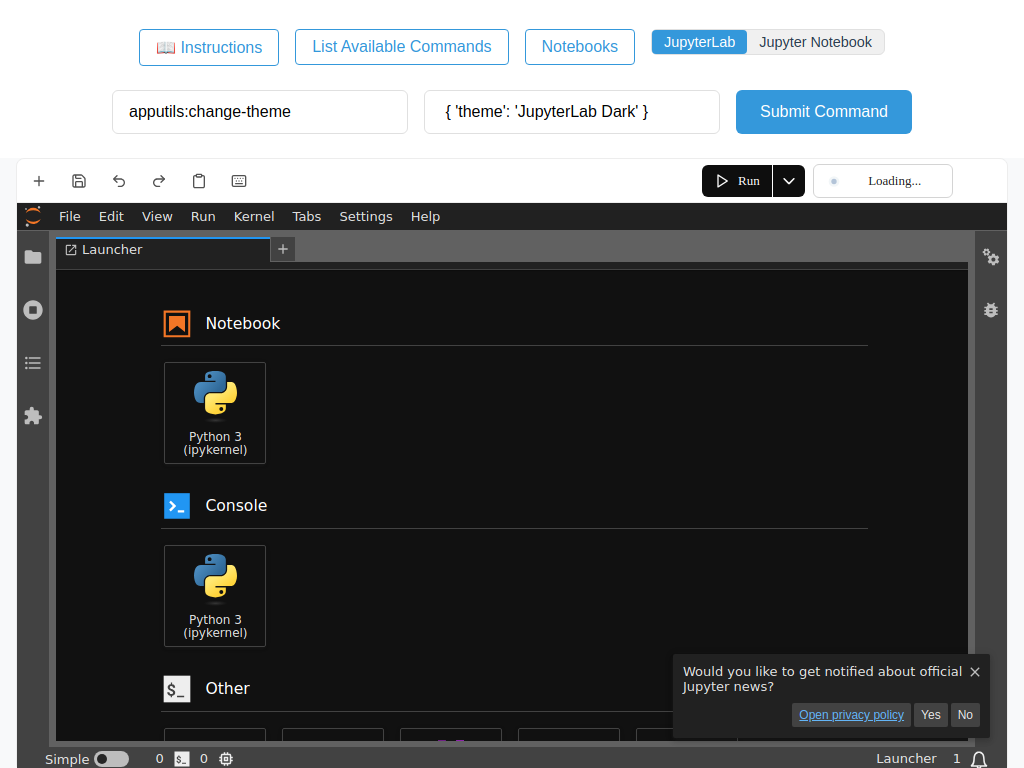 📖 Instructions
List Available Commands
Notebooks
JupyterLab
Jupyter Notebook
apputils:change-theme
{ 'theme': 'JupyterLab Dark' }
Submit Command
Run
Loading...
File
Edit
View
Run
Kernel
Tabs
Settings
Help
Launcher
Notebook
Python 3
(ipykernel)
Console
Python 3
(ipykernel)
$_
Other
Would you like to get notified about official
Jupyter news?
Open privacy policy
Yes
No
Simple
0
$_
0
Launcher
1